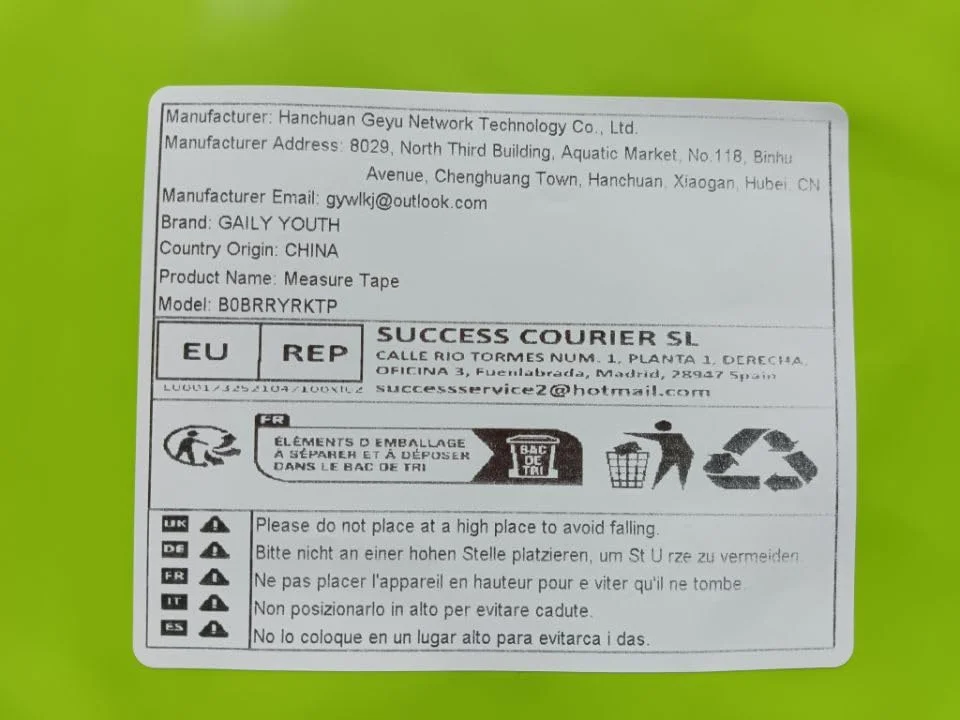 Manufacturer: Hanchuan Geyu Network Technology Co., Ltd.
Manufacturer Address: 8029, North Third Building, Aquatic Market, No.118, Binhu
Avenue, Chenghuang Town, Hanchuan, Xiaogan, Hubei, CN
Manufacturer Email: gywlkj@outlook.com
Brand: GAILY YOUTH
Country Origin: CHINA
Product Name: Measure Tape
Model: B0BRRYRKTP
EU REP
SUCCESS COURIER SL
CALLE RIO TORMES NUM. 1, PLANTA 1, DERECHA,
OFICINA 3, Fuenlabrada, Madrid, 28947 Spain
successservice2@hotmail.com
FR
ÉLÉMENTS D EMBALLAGE
À SÉPARER ET À DÉPOSER
DANS LE BAC DE TRI
BAC
DE
TRI
UK Please do not place at a high place to avoid falling.
DE Bitte nicht an einer hohen Stelle platzieren, um St U rze zu vermeiden.
FR Ne pas placer l'appareil en hauteur pour e viter qu'il ne tombe.
IT Non posizionarlo in alto per evitare cadute.
ES No lo coloque en un lugar alto para evitarca i das.